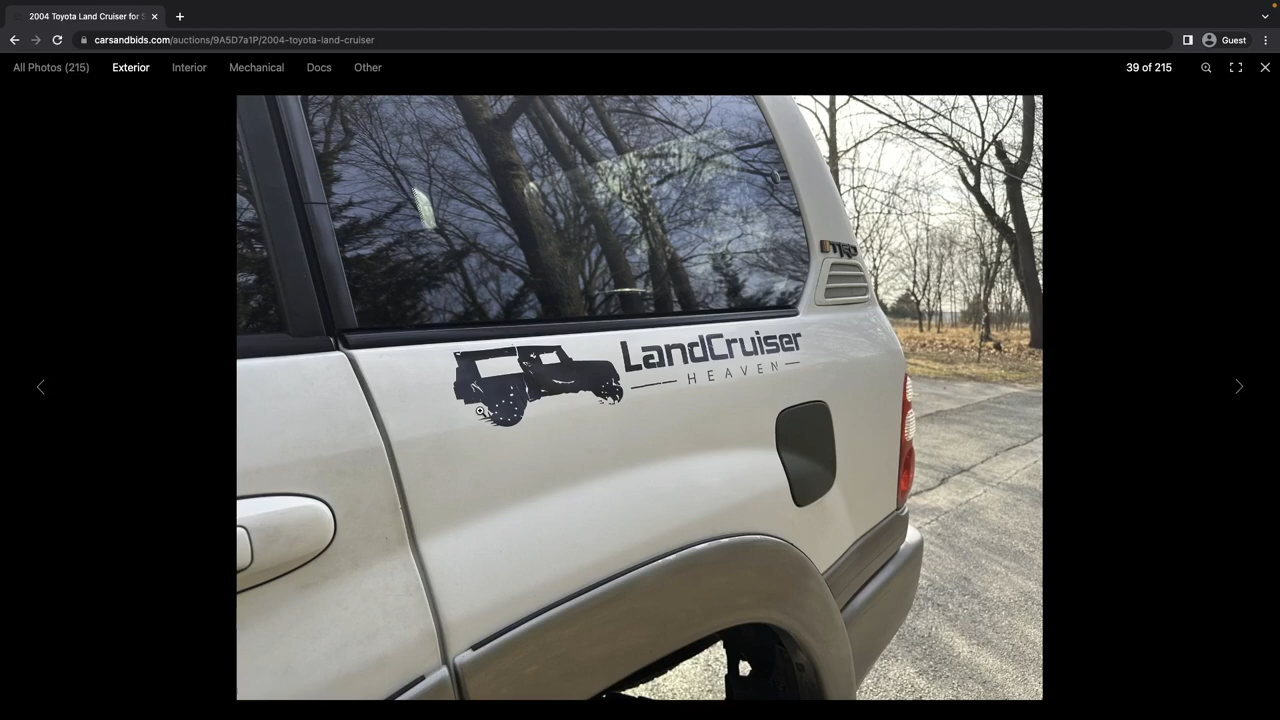 2004 Toyota Land Cruiser for
carsandbids.com/auctions/9A5D7a1P/2004-toyota-land-cruiser
Guest
All Photos (215)
Exterior
Interior
Mechanical
Docs
Other
39 of 215
TRD
LandCruiser
HEAVEN